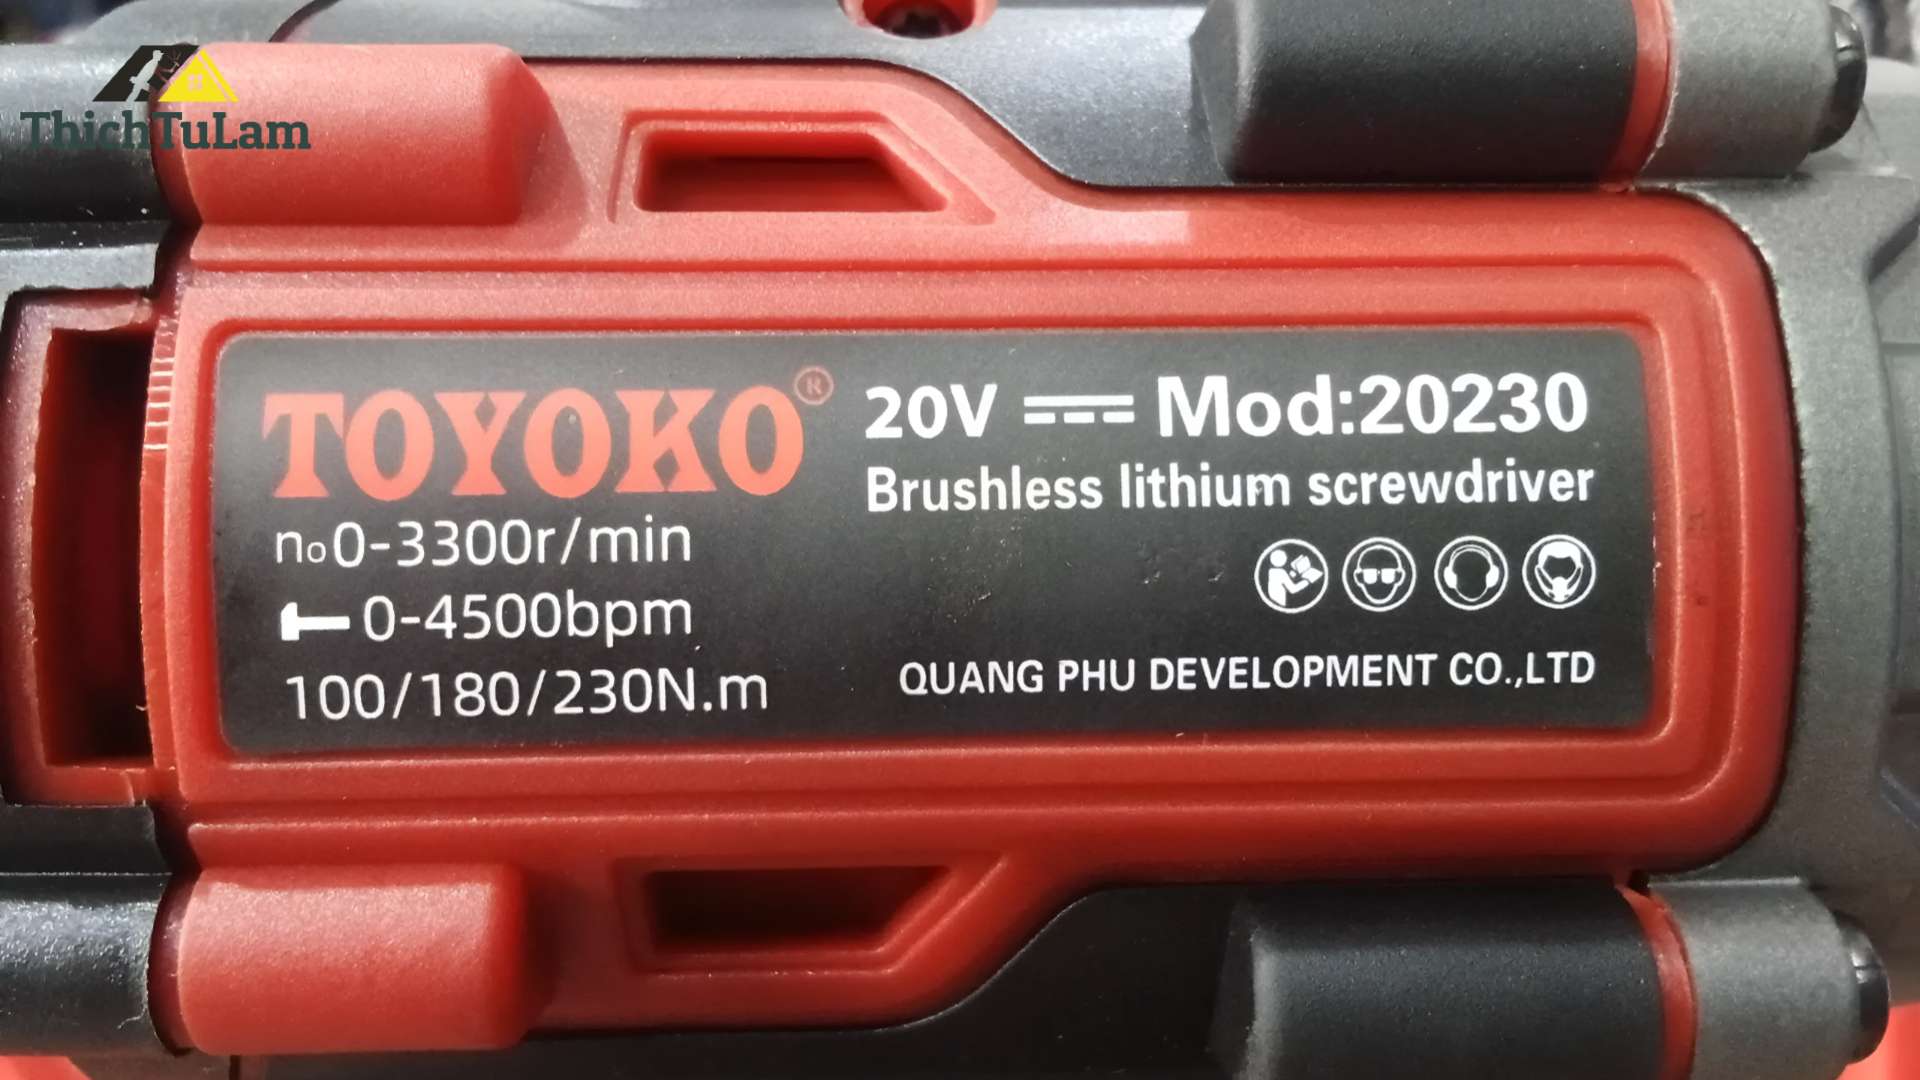 ThichTuLam
TOYOKO®
20V Mod:20230
Brushless lithium screwdriver
no0-3300r/min
0-4500bpm
100/180/230N.m
QUANG PHU DEVELOPMENT CO.,LTD